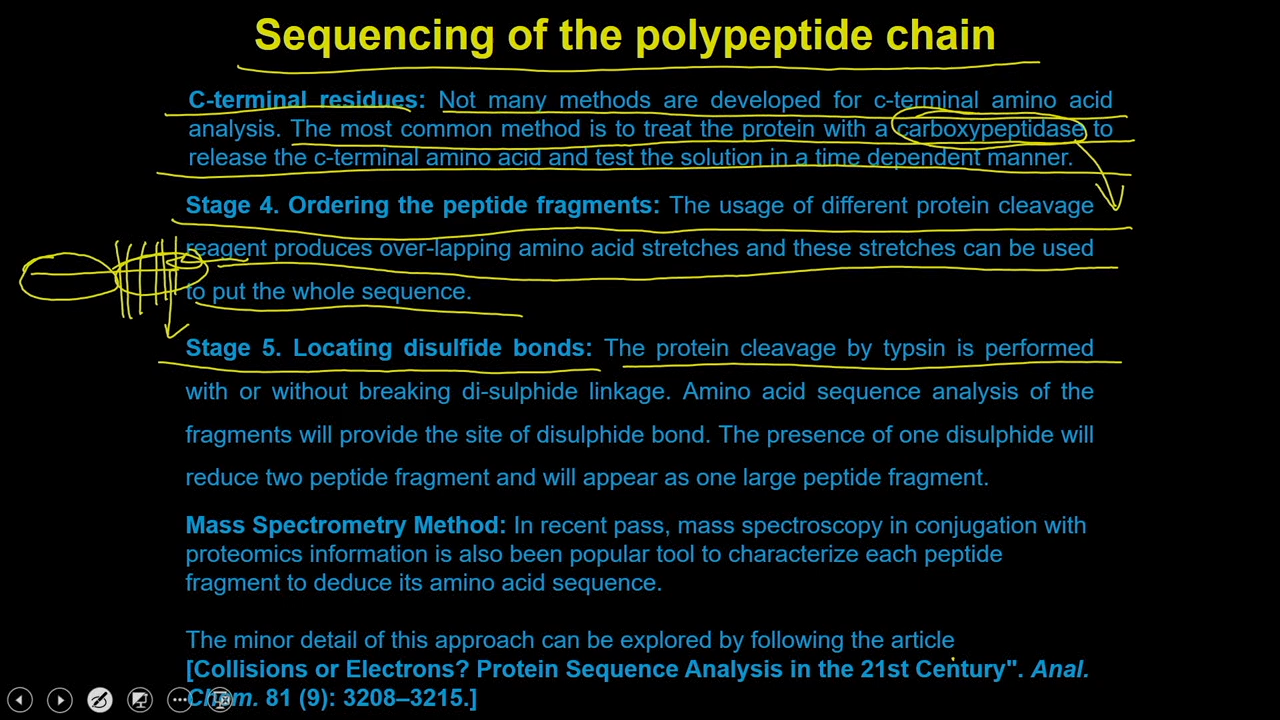 Sequencing of the polypeptide chain
C-terminal residues: Not many methods are developed for c-terminal amino acid
analysis. The most common method is to treat the protein with a carboxypeptidase to
release the c-terminal amino acid and test the solution in a time dependent manner.
Stage 4. Ordering the peptide fragments: The usage of different protein cleavage
reagent produces over-lapping amino acid stretches and these stretches can be used
to put the whole sequence.
Stage 5. Locating disulfide bonds: The protein cleavage by typsin is performed
with or without breaking di-sulphide linkage. Amino acid sequence analysis of the
fragments will provide the site of disulphide bond. The presence of one disulphide will
reduce two peptide fragment and will appear as one large peptide fragment.
Mass Spectrometry Method: In recent pass, mass spectroscopy in conjugation with
proteomics information is also been popular tool to characterize each peptide
fragment to deduce its amino acid sequence.
The minor detail of this approach can be explored by following the article
[Collisions or Electrons? Protein Sequence Analysis in the 21st Century". Anal.
Chem. 81 (9): 3208–3215.]